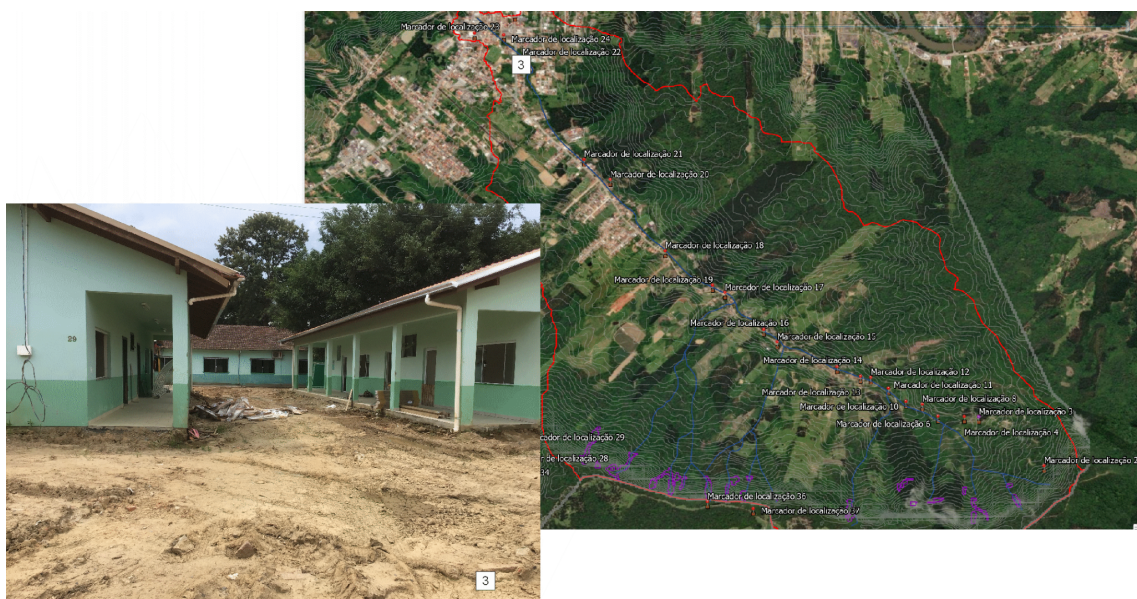 Marcador de localização 23
Marcador de localização 24
Marcador de localização 22
3
Marcador de localização 21
Marcador de localização 20
Marcador de localização 18
Marcador de localização 19
Marcador de localização 17
Marcador de localização 16
Marcador de localização 15
Marcador de localização 14
Marcador de localização 12
Marcador de localização 13
Marcador de localização 11
Marcador de localização 8
Marcador de localização 10
Marcador de localização 3
Marcador de localização 6
Marcador de localização 4
cador de localização 29
or de localização 28
34
Marcador de localização 2
Marcador de localização 36
Marcador de localização 37
29
3